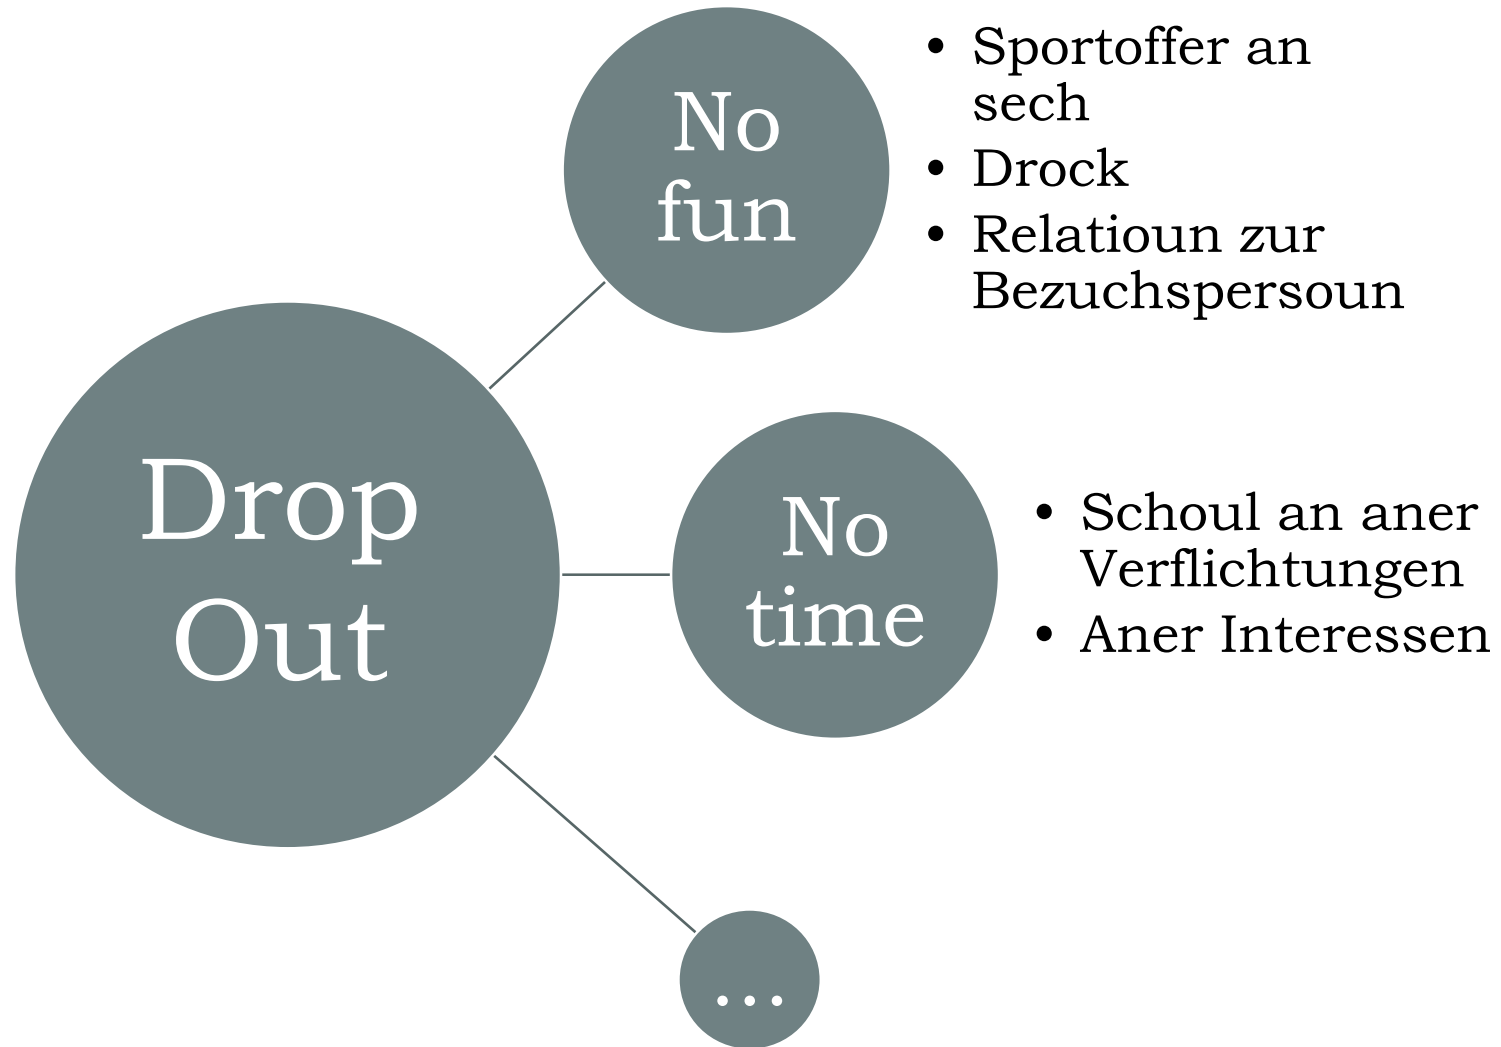 No
fun
• Sportoffer an
sech
• Drock
• Relatioun zur
Bezuchspersoun
Drop
Out
No
time
• Schoul an aner
Verflichtungen
• Aner Interessen
…